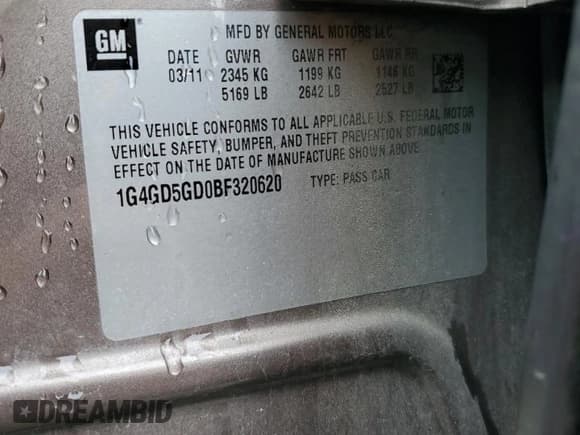 GM
MFD BY GENERAL MOTORS LLC
DATE GVWR GAWR FRT GAWR RR
03/11 2345 KG 1199 KG 1146 KG
5169 LB 2642 LB 2527 LB
THIS VEHICLE CONFORMS TO ALL APPLICABLE U.S. FEDERAL MOTOR
VEHICLE SAFETY, BUMPER, AND THEFT PREVENTION STANDARDS IN
EFFECT ON THE DATE OF MANUFACTURE SHOWN ABOVE.
1G4GD5GD0BF320620 TYPE: PASS CAR
DREAMBID